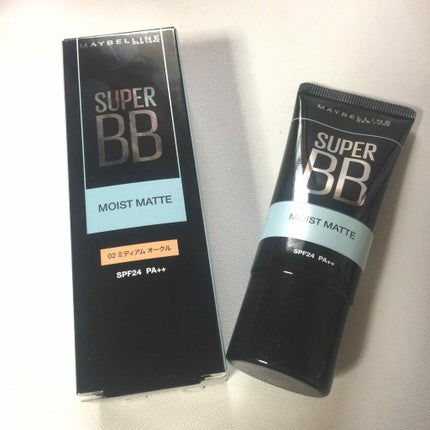 MAYBELLINE
NEW YORK
SUPER
BB
MOIST MATTE
02 ミディアム オークル
SPF24 PA++
MAYBELLINE
NEW YORK
SUPER
BB
MOIST MATTE
SPF24 PA++